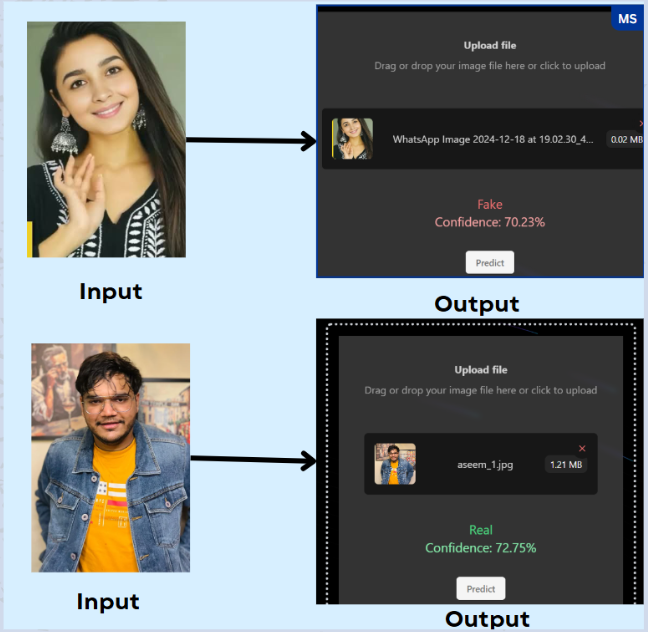 MS
Upload file
Drag or drop your image file here or click to upload
WhatsApp Image 2024-12-18 at 19.02.30_4... 0.02 MB
Fake
Confidence: 70.23%
Predict
Input
Output
Upload file
Drag or drop your image file here or click to upload
aseem_1.jpg 1.21 MB
Real
Confidence: 72.75%
Predict
Input
Output